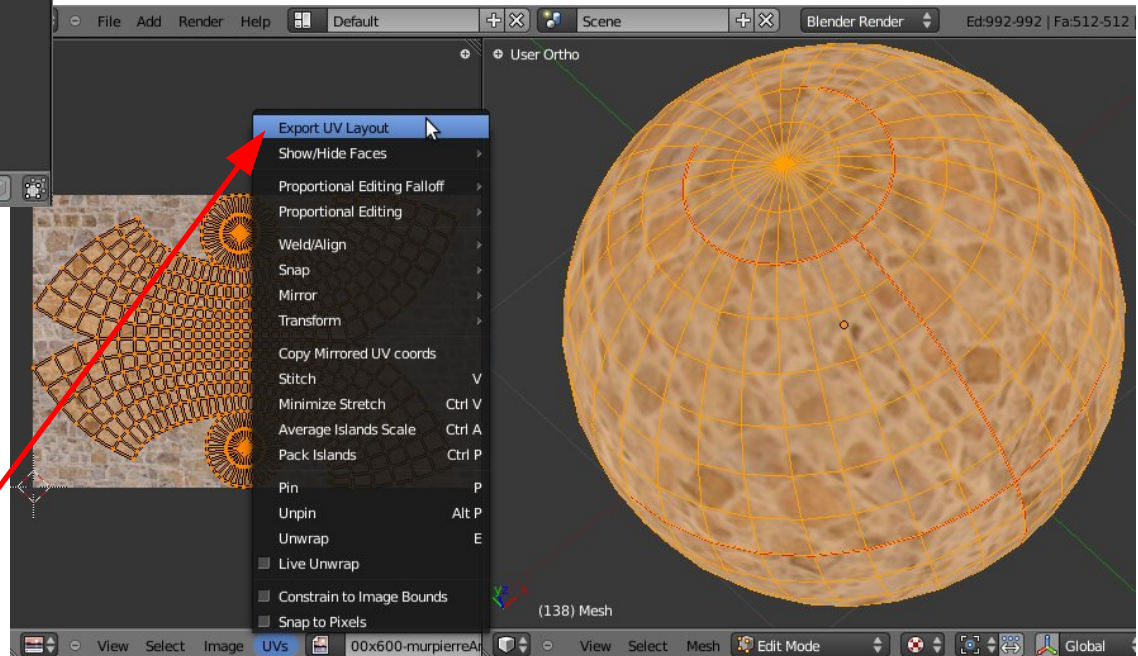 File Add Render Help Default Scene Blender Render Ed:992-992 | Fa:512-512 |
User Ortho
Export UV Layout
Show/Hide Faces
Proportional Editing Falloff
Proportional Editing
Weld/Align
Snap
Mirror
Transform
Copy Mirrored UV coords
Stitch V
Minimize Stretch Ctrl V
Average Islands Scale Ctrl A
Pack Islands Ctrl P
Pin P
Unpin Alt P
Unwrap E
Live Unwrap
Constrain to Image Bounds
Snap to Pixels
(138) Mesh
View Select Image UVs 00x600-murpierreAr View Select Mesh Edit Mode Global